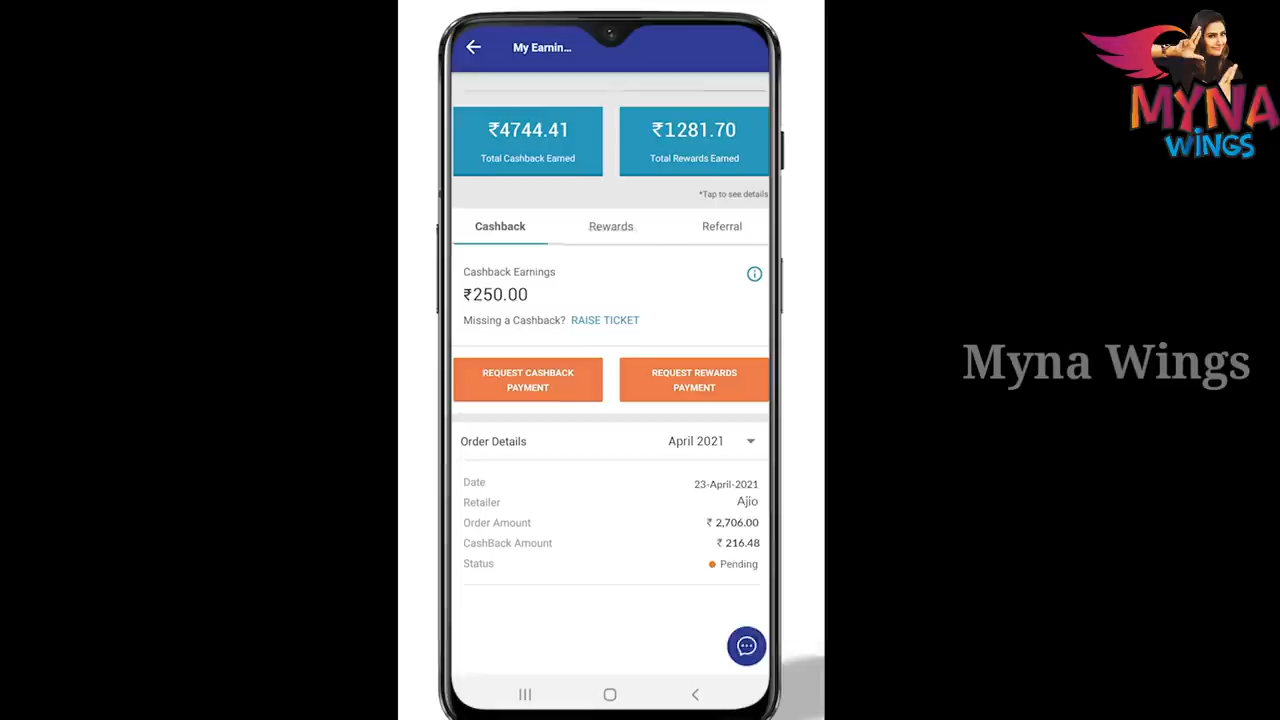 My Earnin...
₹4744.41
Total Cashback Earned
₹1281.70
Total Rewards Earned
*Tap to see details
Cashback
Rewards
Referral
Cashback Earnings
₹250.00
Missing a Cashback? RAISE TICKET
REQUEST CASHBACK
PAYMENT
REQUEST REWARDS
PAYMENT
Order Details
April 2021
Date
23-April-2021
Retailer
Ajio
Order Amount
₹ 2,706.00
CashBack Amount
₹ 216.48
Status
Pending
MYNA
WiNGS
Myna Wings